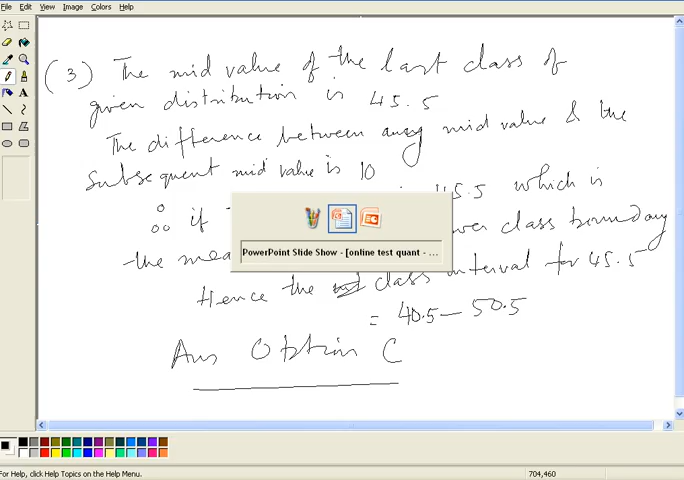 File Edit View Image Colors Help
(3) The mid value of the last class of
given distribution is 45.5
The difference between any mid value & the
subsequent mid value is 10
if 45.5 which is
PowerPoint Slide Show - [online test quant - ...
the mea class boundary
Hence the class interval for 45.5
= 40.5 - 50.5
Ans Option C
For Help, click Help Topics on the Help Menu.
704,460